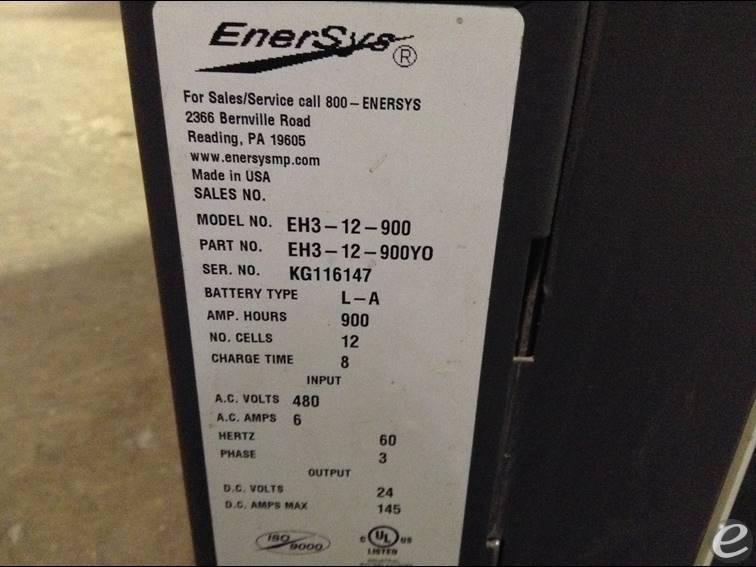 EnerSys®
For Sales/Service call 800-ENERSYS
2366 Bernville Road
Reading, PA 19605
www.enersysmp.com
Made in USA
SALES NO.
MODEL NO. EH3-12-900
PART NO. EH3-12-900YO
SER. NO. KG116147
BATTERY TYPE L-A
AMP. HOURS 900
NO. CELLS 12
CHARGE TIME 8
INPUT
A.C. VOLTS 480
A.C. AMPS 6
HERTZ 60
PHASE 3
OUTPUT
D.C. VOLTS 24
D.C. AMPS MAX 145
ISO 9000
C UL US
LISTED
e